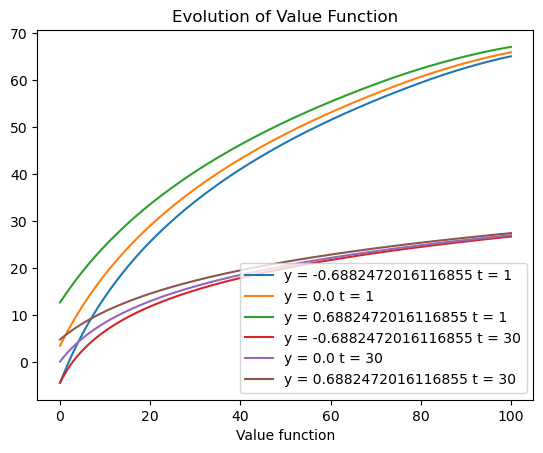 Evolution of Value Function
70
60
50
40
30
20
10
0
y = -0.6882472016116855 t = 1
y = 0.0 t = 1
y = 0.6882472016116855 t = 1
y = -0.6882472016116855 t = 30
y = 0.0 t = 30
y = 0.6882472016116855 t = 30
0 20 40 60 80 100
Value function